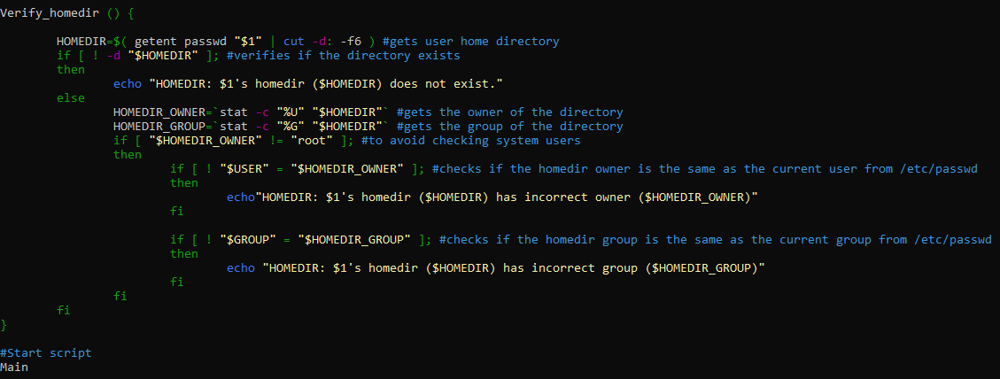 Verify_homedir () {
HOMEDIR=$( getent passwd "$1" | cut -d: -f6 ) #gets user home directory
if [ ! -d "$HOMEDIR" ]; #verifies if the directory exists
then
echo "HOMEDIR: $1's homedir ($HOMEDIR) does not exist."
else
HOMEDIR_OWNER=`stat -c "%U" "$HOMEDIR"` #gets the owner of the directory
HOMEDIR_GROUP=`stat -c "%G" "$HOMEDIR"` #gets the group of the directory
if [ "$HOMEDIR_OWNER" != "root" ]; #to avoid checking system users
then
if [ ! "$USER" = "$HOMEDIR_OWNER" ]; #checks if the homedir owner is the same as the current user from /etc/passwd
then
echo"HOMEDIR: $1's homedir ($HOMEDIR) has incorrect owner ($HOMEDIR_OWNER)"
fi
if [ ! "$GROUP" = "$HOMEDIR_GROUP" ]; #checks if the homedir group is the same as the current group from /etc/passwd
then
echo "HOMEDIR: $1's homedir ($HOMEDIR) has incorrect group ($HOMEDIR_GROUP)"
fi
fi
fi
}
#Start script
Main